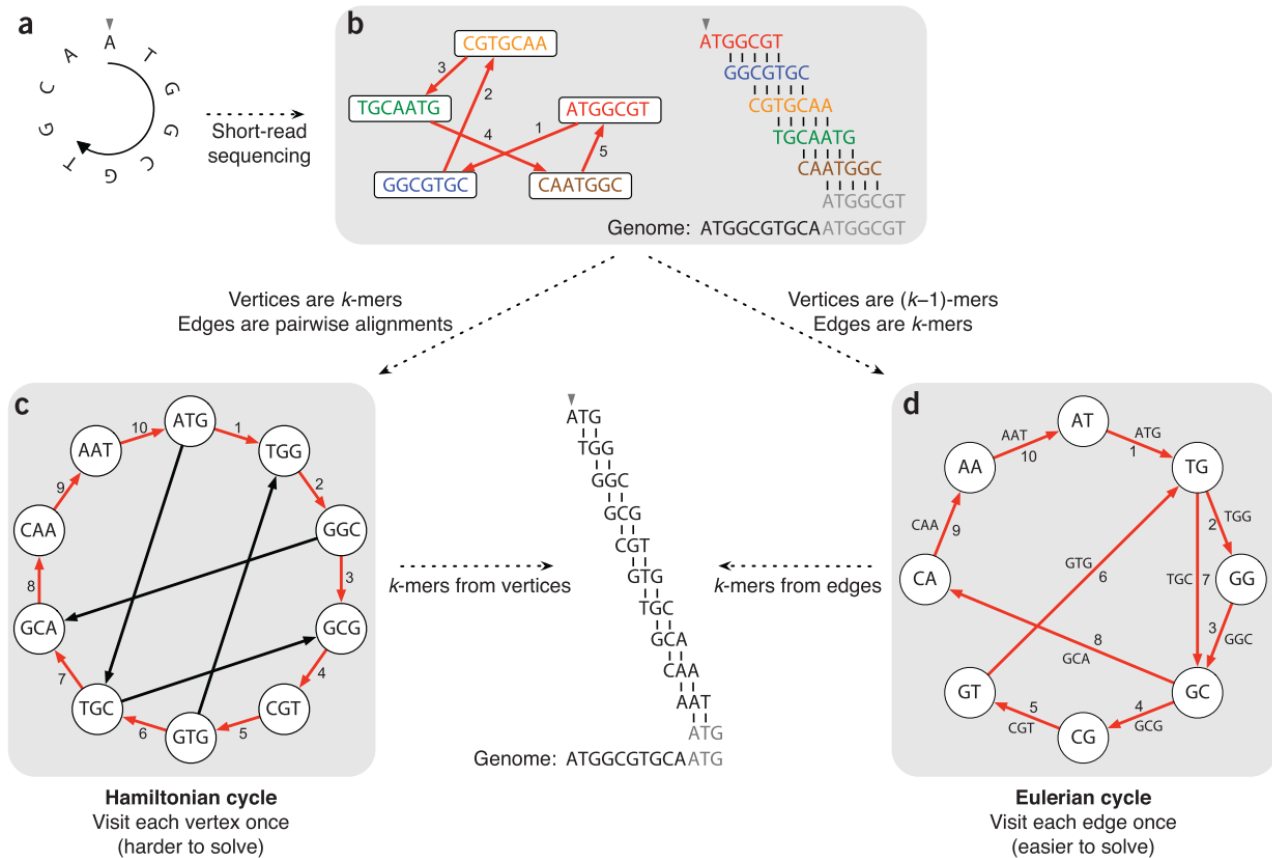 a
A
T
G
G
C
G
T
G
C
A
Short-read
sequencing
b
CGTGCAA
TGCAATG
ATGGCGT
GGCGTGC
CAATGGC
3
2
1
4
5
ATGGCGT
GGCGTGC
CGTGCAA
TGCAATG
CAATGGC
ATGGCGT
Genome: ATGGCGTGCAATGGCGT
Vertices are k-mers
Edges are pairwise alignments
Vertices are (k–1)-mers
Edges are k-mers
c
ATG
TGG
GGC
GCG
CGT
GTG
TGC
GCA
CAA
AAT
1
2
3
4
5
6
7
8
9
10
Hamiltonian cycle
Visit each vertex once
(harder to solve)
k-mers from vertices
ATG
TGG
GGC
GCG
CGT
GTG
TGC
GCA
CAA
AAT
ATG
Genome: ATGGCGTGCAATG
k-mers from edges
d
AT
TG
GG
GC
CG
GT
CA
AA
ATG
1
2
TGG
3
GGC
4
GCG
5
CGT
GTG
6
TGC
7
8
GCA
CAA
9
AAT
10
Eulerian cycle
Visit each edge once
(easier to solve)